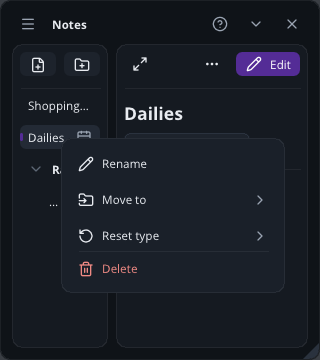 Notes
Edit
Shopping...
Dailies
Dailies
...
Rename
Move to
Reset type
Delete